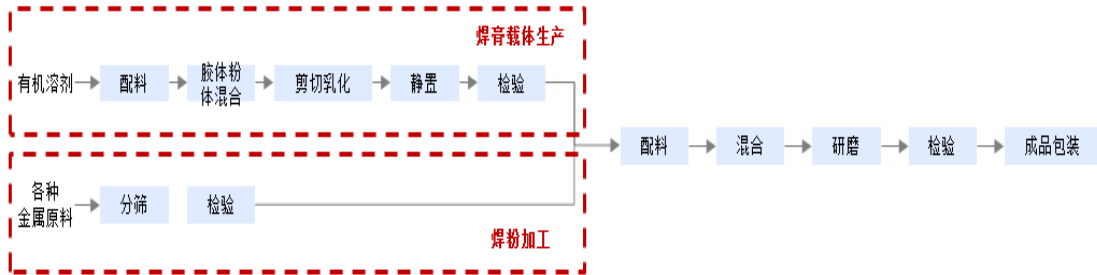 焊膏载体生产
有机溶剂
配料
胶体粉
体混合
剪切乳化
静置
检验
配料
混合
研磨
检验
成品包装
各种
金属原料
分筛
检验
焊粉加工